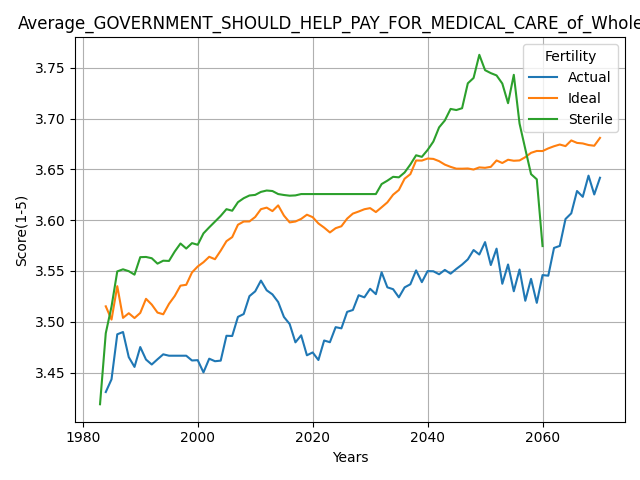 Average_GOVERNMENT_SHOULD_HELP_PAY_FOR_MEDICAL_CARE_of_Whole
Fertility
Actual
Ideal
Sterile
Score(1-5)
3.75
3.70
3.65
3.60
3.55
3.50
3.45
1980
2000
2020
2040
2060
Years